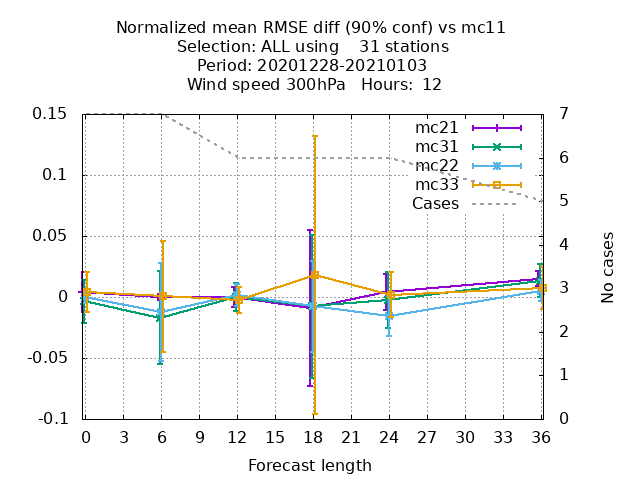 Normalized mean RMSE diff (90% conf) vs mc11
Selection: ALL using    31 stations
Period: 20201228-20210103
Wind speed 300hPa   Hours:  12
0.15
0.1
0.05
0
-0.05
-0.1
7
6
5
4
3
2
1
0
mc21
mc31
mc22
mc33
Cases
No cases
0 3 6 9 12 15 18 21 24 27 30 33 36
Forecast length